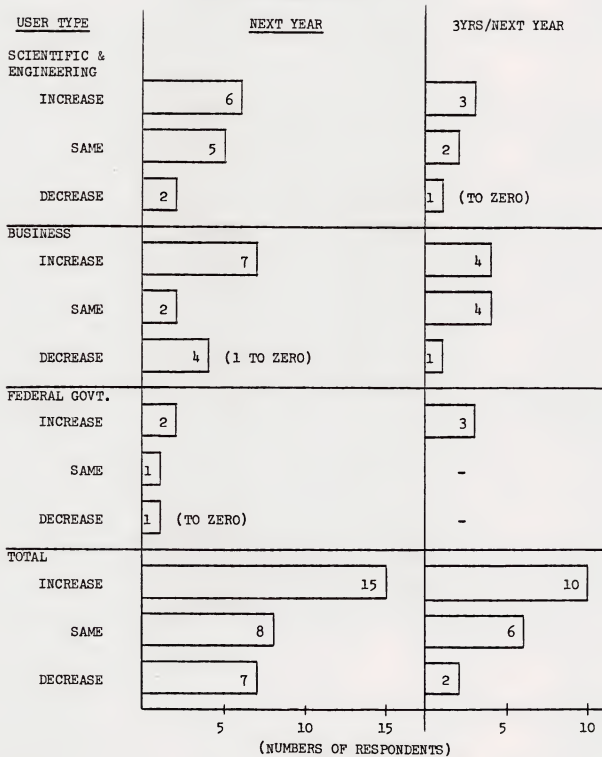 USER TYPE NEXT YEAR 3YRS/NEXT YEAR
SCIENTIFIC &
ENGINEERING
INCREASE 6 3
SAME 5 2
DECREASE 2 1 (TO ZERO)
BUSINESS
INCREASE 7 4
SAME 2 4
DECREASE 4 (1 TO ZERO) 1
FEDERAL GOVT.
INCREASE 2 3
SAME 1 -
DECREASE 1 (TO ZERO) -
TOTAL
INCREASE 15 10
SAME 8 6
DECREASE 7 2
5 10 15 5 10
(NUMBERS OF RESPONDENTS)